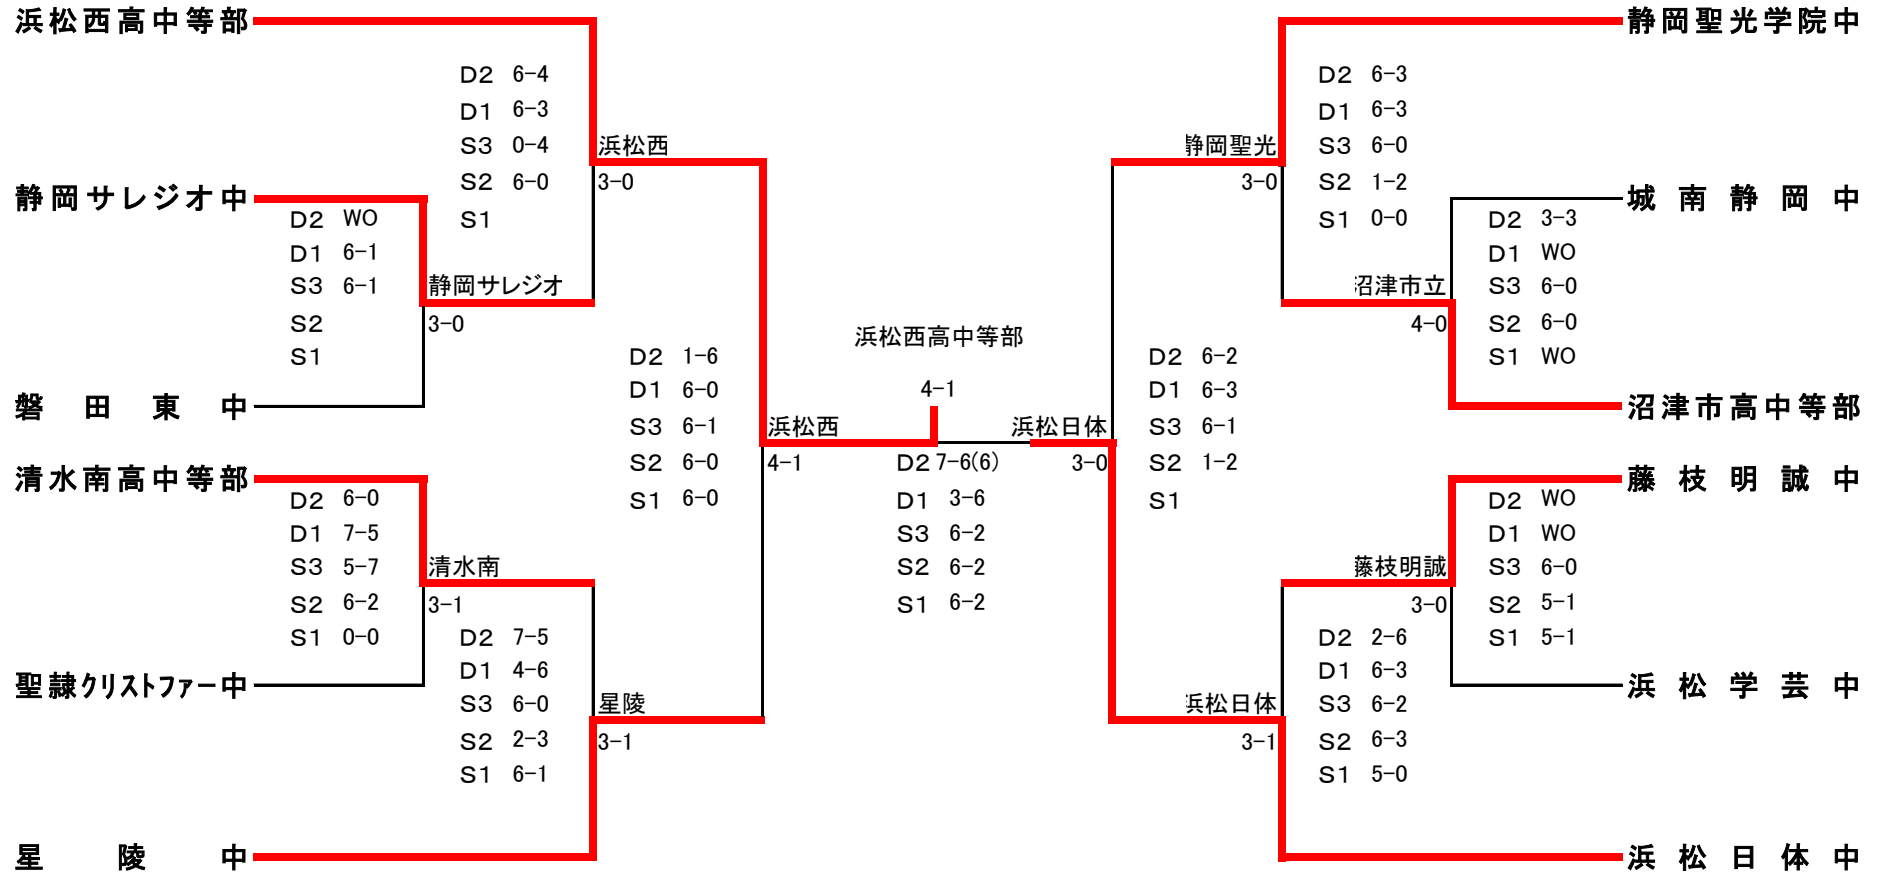 浜松西高中等部
D2 6-4
D1 6-3
S3 0-4
S2 6-0
S1
浜松西
3-0
静岡サレジオ中
D2 WO
D1 6-1
S3 6-1
S2
S1
静岡サレジオ
3-0
磐田東中
D2 1-6
D1 6-0
S3 6-1
S2 6-0
S1 6-0
浜松西
4-1
清水南高中等部
D2 6-0
D1 7-5
S3 5-7
S2 6-2
S1 0-0
清水南
3-1
聖隷クリストファー中
D2 7-5
D1 4-6
S3 6-0
S2 2-3
S1 6-1
星陵
3-1
星陵中
浜松西高中等部
4-1
D2 7-6(6)
D1 3-6
S3 6-2
S2 6-2
S1 6-2
静岡聖光学院中
D2 6-3
D1 6-3
S3 6-0
S2 1-2
S1 0-0
静岡聖光
3-0
城南静岡中
D2 3-3
D1 WO
S3 6-0
S2 6-0
S1 WO
沼津市立
4-0
沼津市高中等部
D2 6-2
D1 6-3
S3 6-1
S2 1-2
S1
浜松日体
3-0
藤枝明誠中
D2 WO
D1 WO
S3 6-0
S2 5-1
S1 5-1
藤枝明誠
3-0
浜松学芸中
D2 2-6
D1 6-3
S3 6-2
S2 6-3
S1 5-0
浜松日体
3-1
浜松日体中